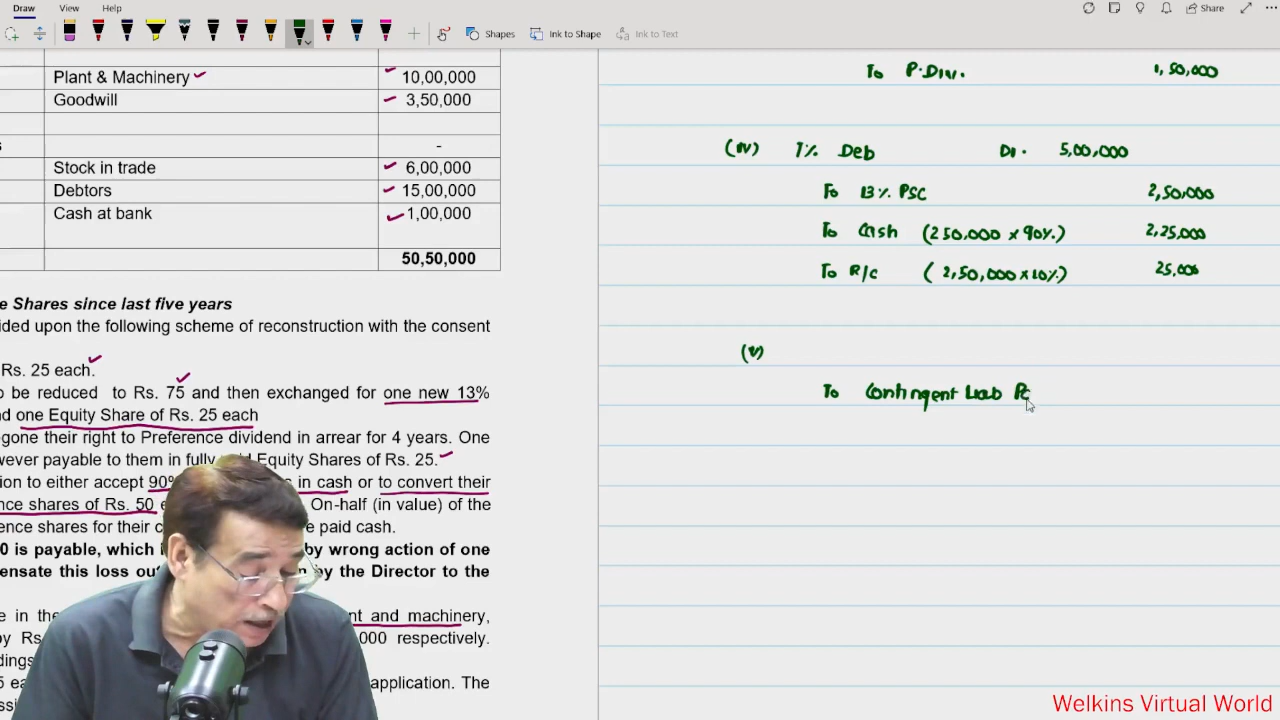 Draw View Help Share
Shapes Ink to Shape Ink to Text
Plant & Machinery 10,00,000
Goodwill 3,50,000
s -
Stock in trade 6,00,000
Debtors 15,00,000
Cash at bank 1,00,000
50,50,000
e Shares since last five years
ided upon the following scheme of reconstruction with the consent
Rs. 25 each.
o be reduced to Rs. 75 and then exchanged for one new 13%
nd one Equity Share of Rs. 25 each
gone their right to Preference dividend in arrear for 4 years. One
wever payable to them in fully Equity Shares of Rs. 25.
ion to either accept 90% in cash or to convert their
nce shares of Rs. 50 On-half (in value) of the
ence shares for their paid cash.
0 is payable, which by wrong action of one
ensate this loss by the Director to the
e in the and machinery,
by Rs. 000 respectively.
dings
5 application. The
To P.Div. 1,50,000
(IV) 7% Deb Dr. 5,00,000
To 13% PSC 2,50,000
To Cash (250,000 x 90%) 2,25,000
To R/C (2,50,000 x 10%) 25,000
(V)
To Contingent Liab
Welkins Virtual World